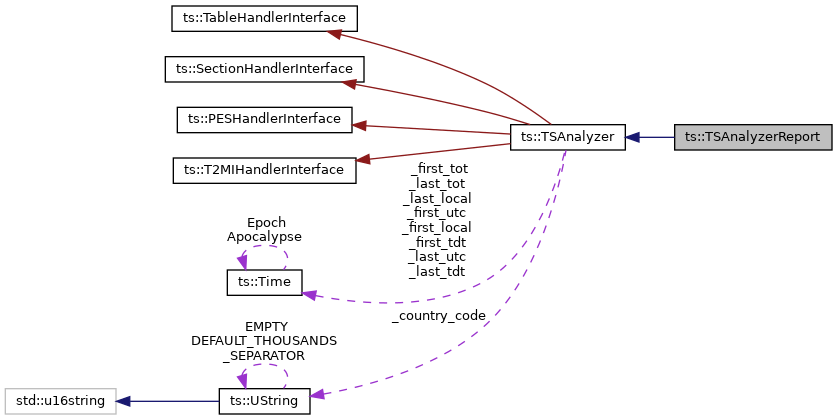 ts::TableHandlerInterface
ts::SectionHandlerInterface
ts::PESHandlerInterface
ts::TSAnalyzer
ts::TSAnalyzerReport
ts::T2MIHandlerInterface
_first_tot
_last_tot
_last_local
_first_utc
_first_local
_first_tdt
_last_utc
_last_tdt
Epoch
Apocalypse
ts::Time
_country_code
EMPTY
DEFAULT_THOUSANDS
_SEPARATOR
std::u16string
ts::UString